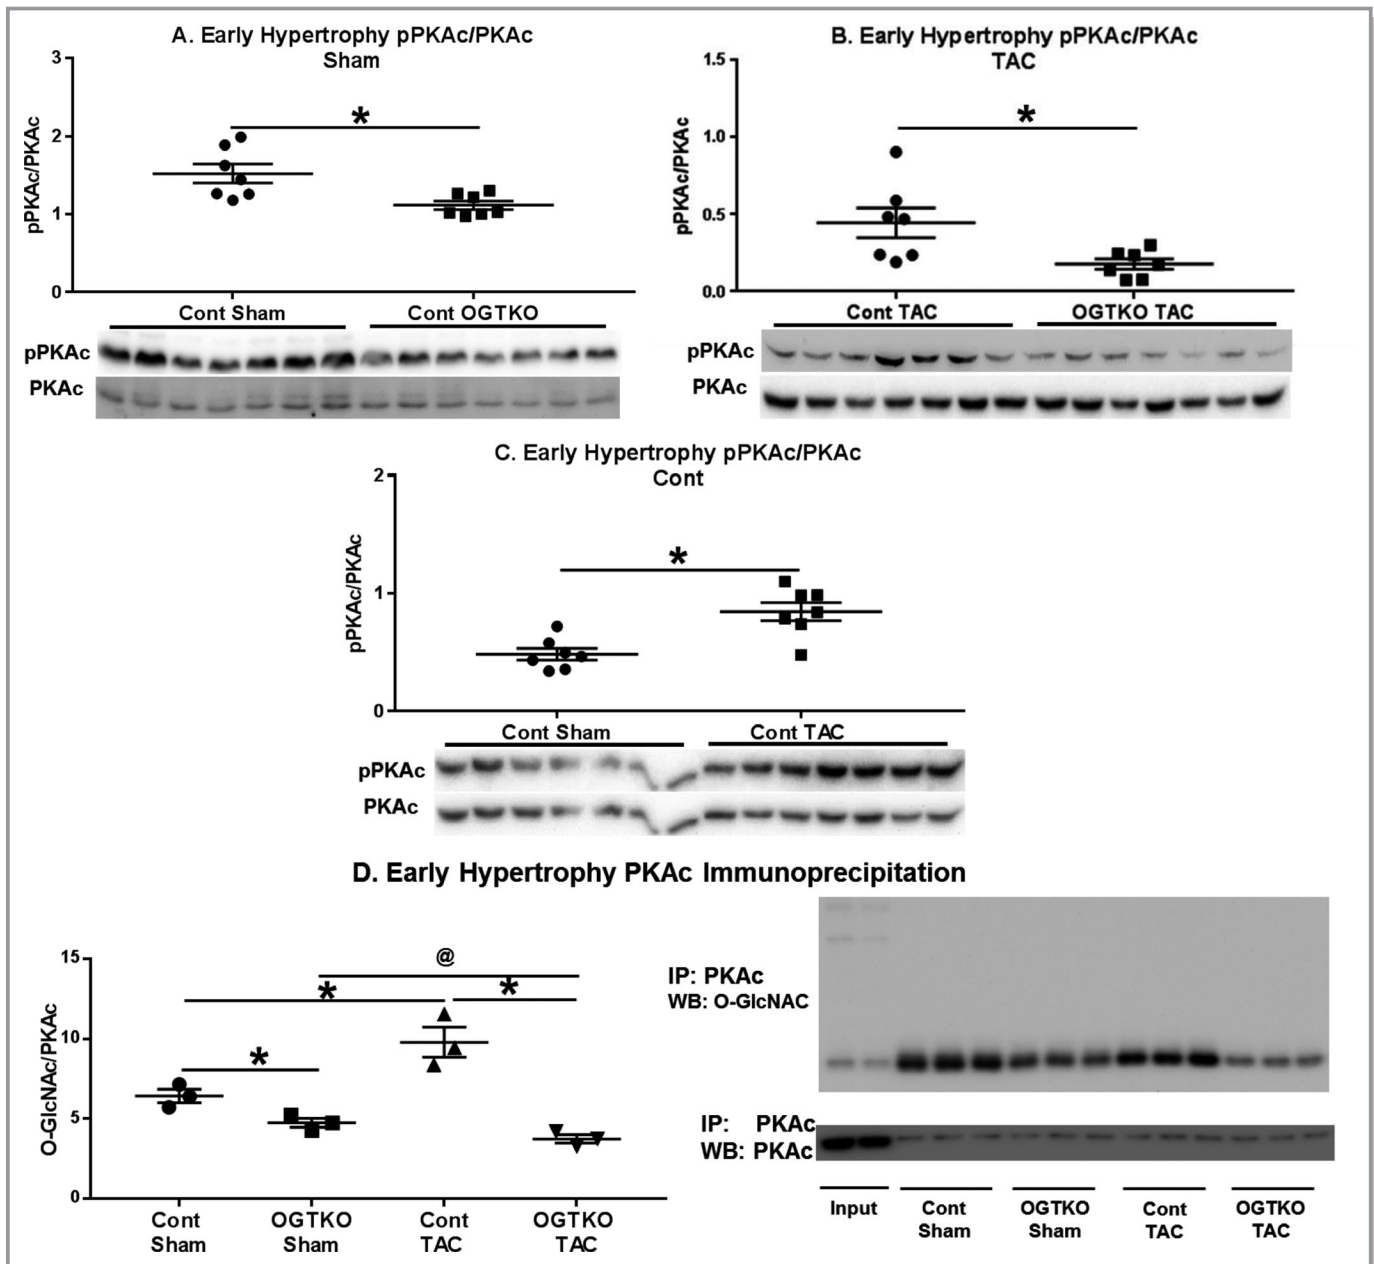 A. Early Hypertrophy pPKAc/PKAc
Sham
pPKAc/PKAc
3
2
1
0
*
Cont Sham
Cont OGTKO
pPKAc
PKAc
B. Early Hypertrophy pPKAc/PKAc
TAC
pPKAc/PKAc
1.5
1.0
0.5
0.0
*
Cont TAC
OGTKO TAC
pPKAc
PKAc
C. Early Hypertrophy pPKAc/PKAc
Cont
pPKAc/PKAc
2
1
0
*
Cont Sham
Cont TAC
pPKAc
PKAc
D. Early Hypertrophy PKAc Immunoprecipitation
O-GlcNAc/PKAc
15
10
5
0
@
*
*
*
Cont
Sham
OGTKO
Sham
Cont
TAC
OGTKO
TAC
IP: PKAc
WB: O-GlcNAC
IP: PKAc
WB: PKAc
Input
Cont
Sham
OGTKO
Sham
Cont
TAC
OGTKO
TAC